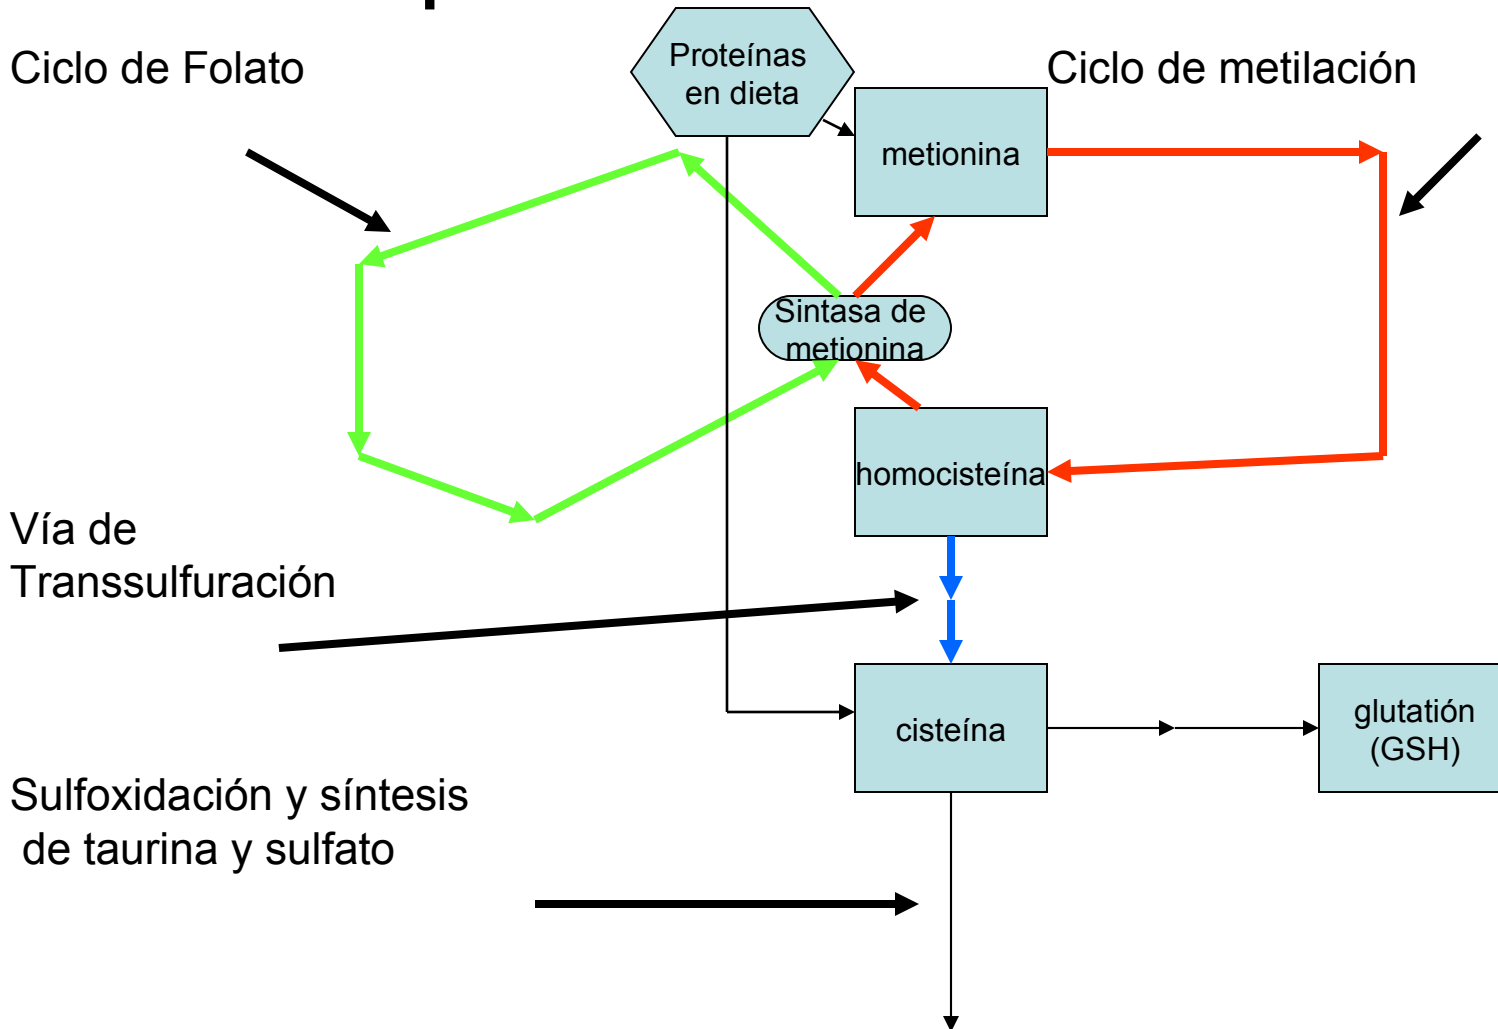 Ciclo de Folato
Proteínas
en dieta
Ciclo de metilación
metionina
Sintasa de
metionina
homocisteína
Vía de
Transsulfuración
cisteína
glutatión
(GSH)
Sulfoxidación y síntesis
de taurina y sulfato